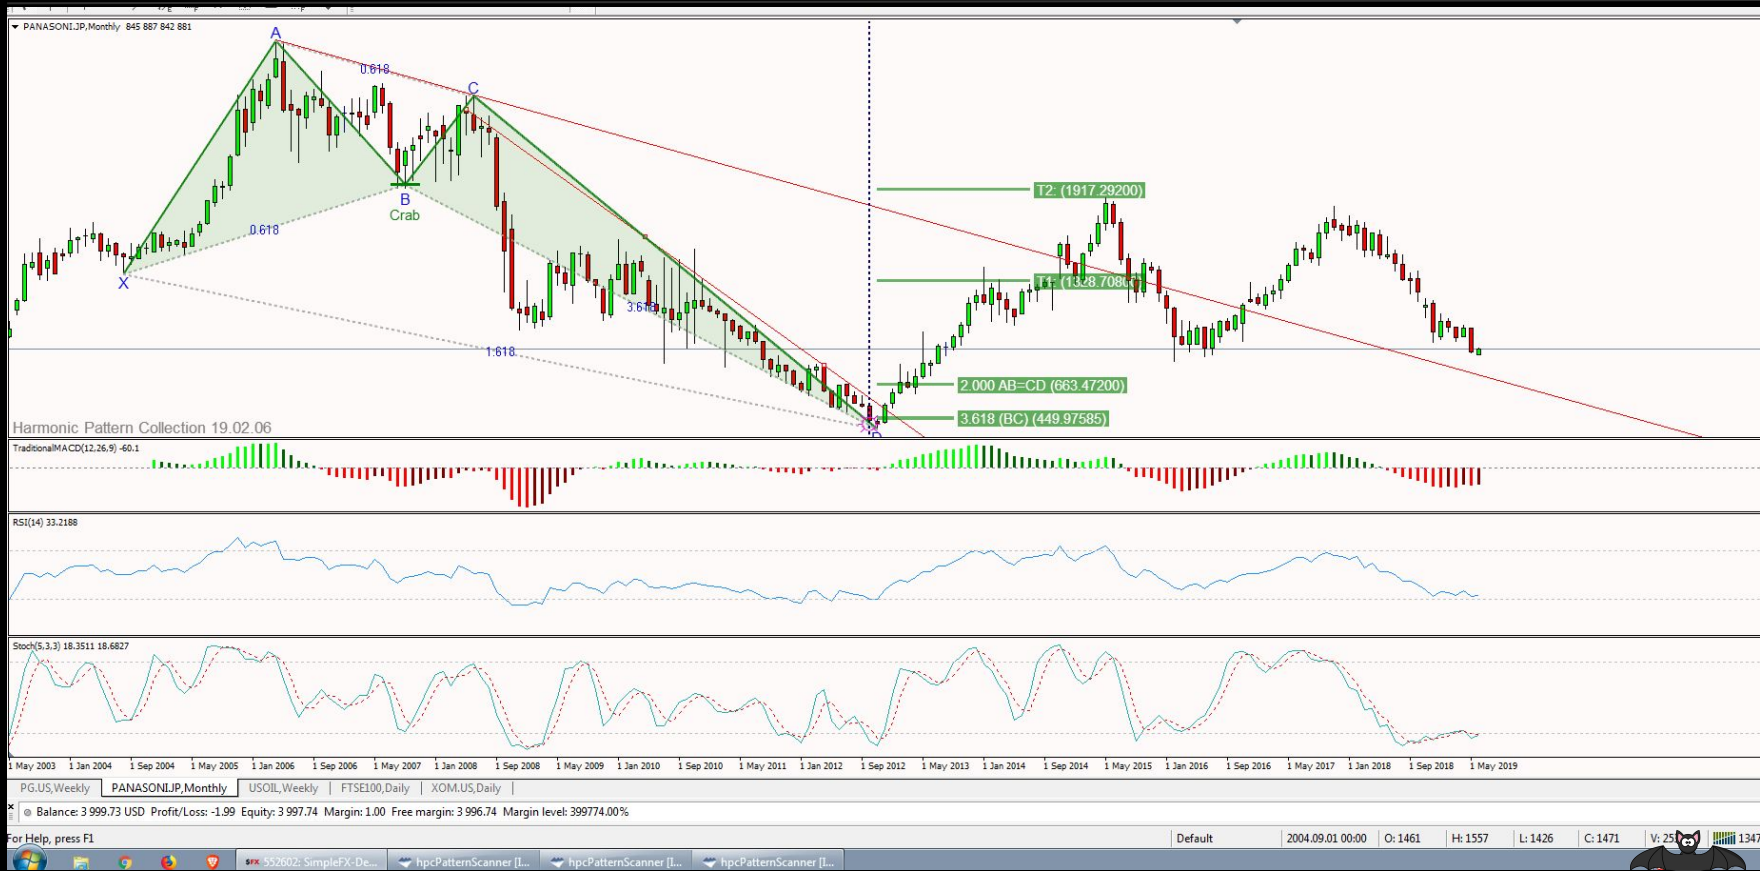 PANASONI.JP,Monthly 845 887 842 881
A
0.618
C
B
Crab
0.618
X
T2: (1917.29200)
3.618
1.618
2.000 AB=CD (663.47200)
3.618 (BC) (449.97585)
D
Harmonic Pattern Collection 19.02.06
TraditionalMACD(12,26,9) -60.1
RSI(14) 33.2188
Stoch(5,3,3) 18.3511 18.6827
1 May 2003 1 Jan 2004 1 Sep 2004 1 May 2005 1 Jan 2006 1 Sep 2006 1 May 2007 1 Jan 2008 1 Sep 2008 1 May 2009 1 Jan 2010 1 Sep 2010 1 May 2011 1 Jan 2012 1 Sep 2012 1 May 2013 1 Jan 2014 1 Sep 2014 1 May 2015 1 Jan 2016 1 Sep 2016 1 May 2017 1 Jan 2018 1 Sep 2018 1 May 2019
PG.US,Weekly PANASONI.JP,Monthly USOIL,Weekly FTSE100,Daily XOM.US,Daily
Balance: 3 999.73 USD Profit/Loss: -1.99 Equity: 3 997.74 Margin: 1.00 Free margin: 3 996.74 Margin level: 399774.00%
For Help, press F1 Default 2004.09.01 00:00 O: 1461 H: 1557 L: 1426 C: 1471
SFX 552602: SimpleFX-De... hpcPatternScanner [I... hpcPatternScanner [I... hpcPatternScanner [I...